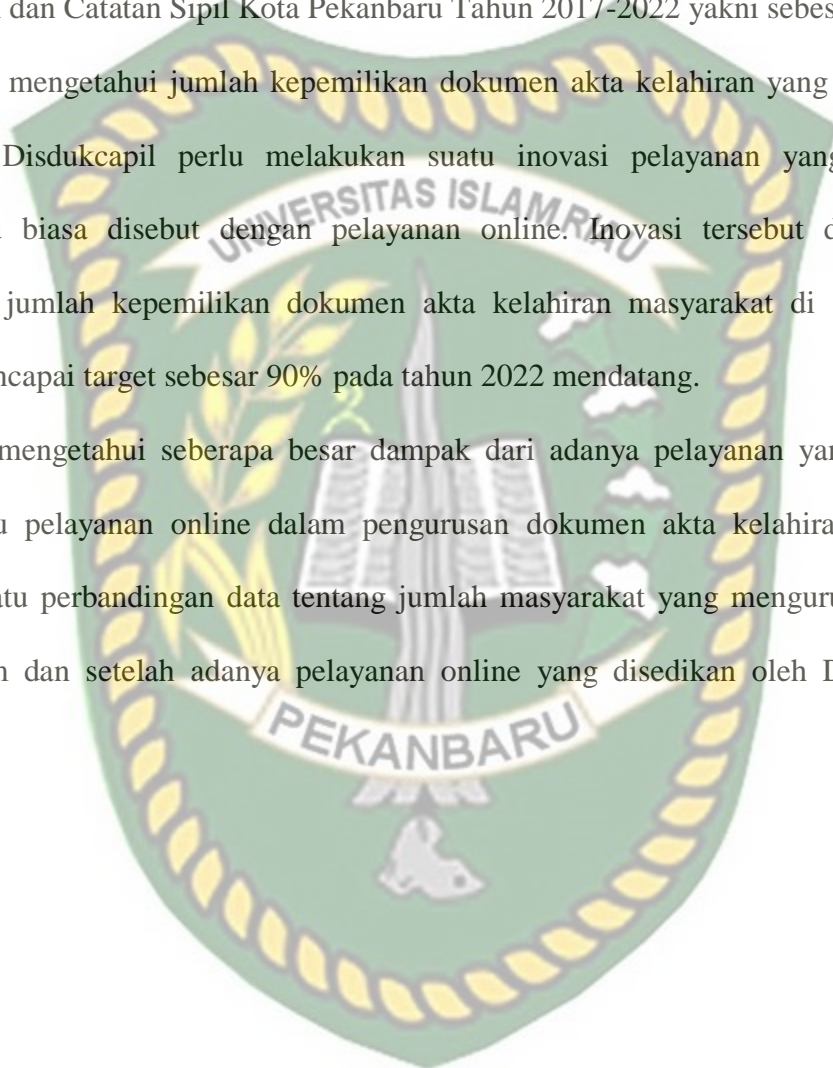 dan Catatan Sipil Kota Pekanbaru Tahun 2017-2022 yakni sebes
mengetahui jumlah kepemilikan dokumen akta kelahiran yang
Disdukcapil perlu melakukan suatu inovasi pelayanan yang
UNIVERSITAS ISLAM RIAU
biasa disebut dengan pelayanan online. Inovasi tersebut d
jumlah kepemilikan dokumen akta kelahiran masyarakat di
ncapai target sebesar 90% pada tahun 2022 mendatang.
mengetahui seberapa besar dampak dari adanya pelayanan yan
u pelayanan online dalam pengurusan dokumen akta kelahira
atu perbandingan data tentang jumlah masyarakat yang menguru
n dan setelah adanya pelayanan online yang disedikan oleh D
PEKANBARU